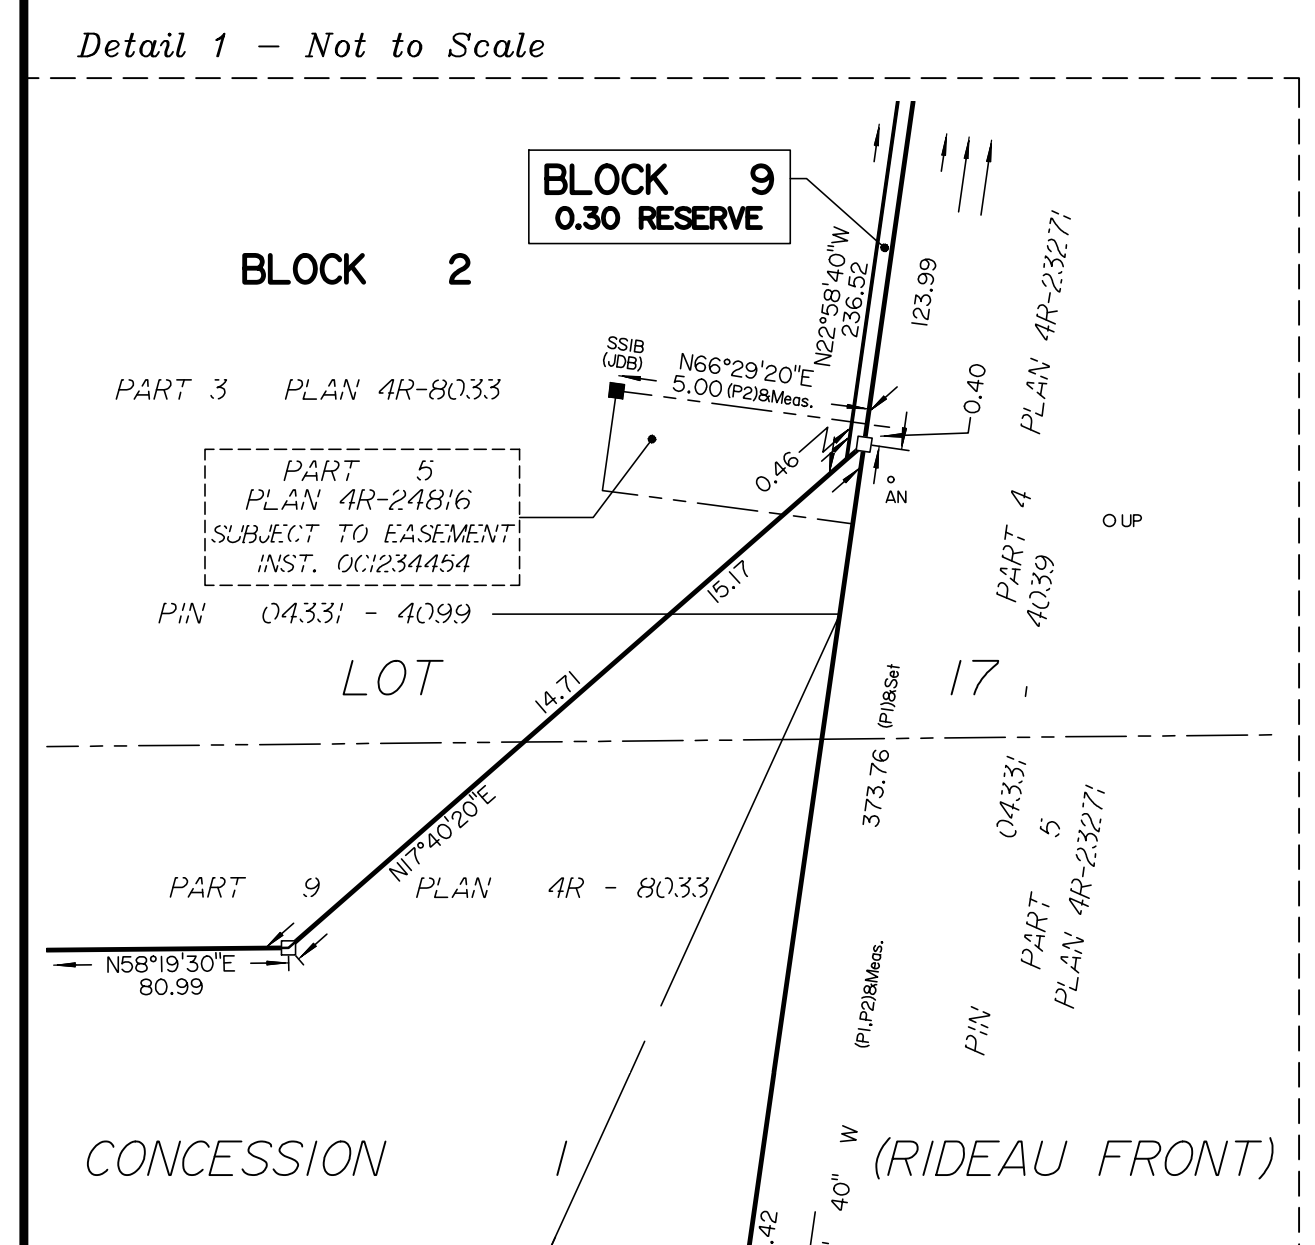 Detail 1 - Not to Scale
BLOCK 9
0.30 RESERVE
BLOCK 2
N22°58'40"W
236.52
123.99
PLAN 4R-23271
SSIB
(JDB)
N66°29'20"E
5.00 (P2)&Meas.
0.40
PART 3 PLAN 4R-8033
PART 5
PLAN 4R-24816
SUBJECT TO EASEMENT
INST. OC1234454
0.46
AN
UP
PART 4
4039
PIN 04331 - 4099
15.17
LOT 17
14.71
(P1)&Set
-
373.76
04331
PART 5
PLAN 4R-23271
N17°40'20"E
PART 9 PLAN 4R - 8033
N58°19'30"E
80.99
(P1,P2)&Meas.
PIN
CONCESSION 1 (RIDEAU FRONT)
40" W
.42